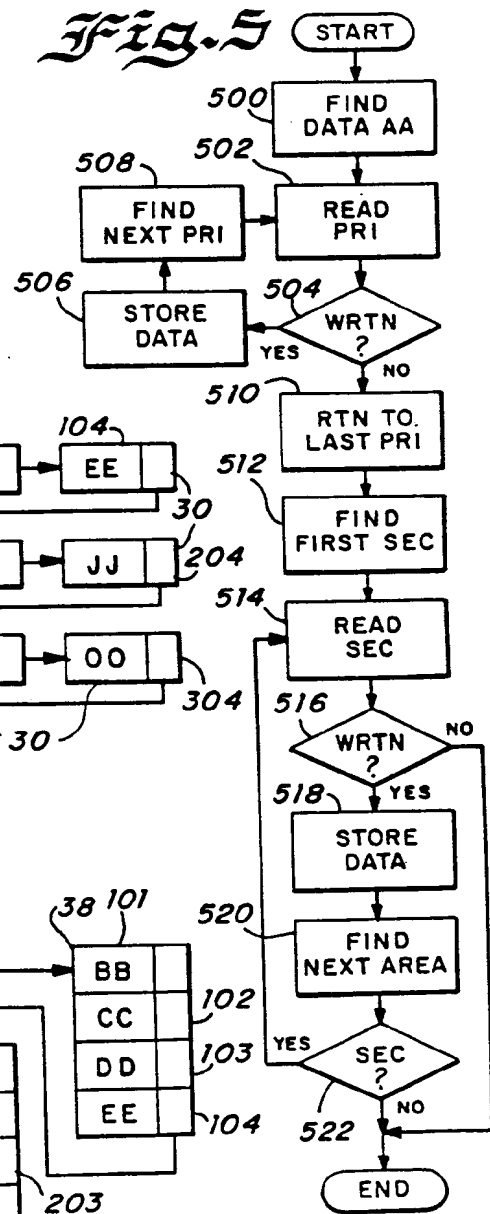 Fig. 5
START
500
FIND
DATA AA
508
502
FIND
NEXT PRI
READ
PRI
506
504
STORE
DATA
WRTN
?
YES
NO
510
RTN TO.
LAST PRI
104
EE
512
30
FIND
FIRST SEC
JJ
204
514
READ
SEC
OO
304
30
516
WRTN
?
NO
YES
518
STORE
DATA
38 101
520
FIND
NEXT AREA
BB
CC
102
DD
103
YES
SEC
?
EE
104
522
NO
203
END